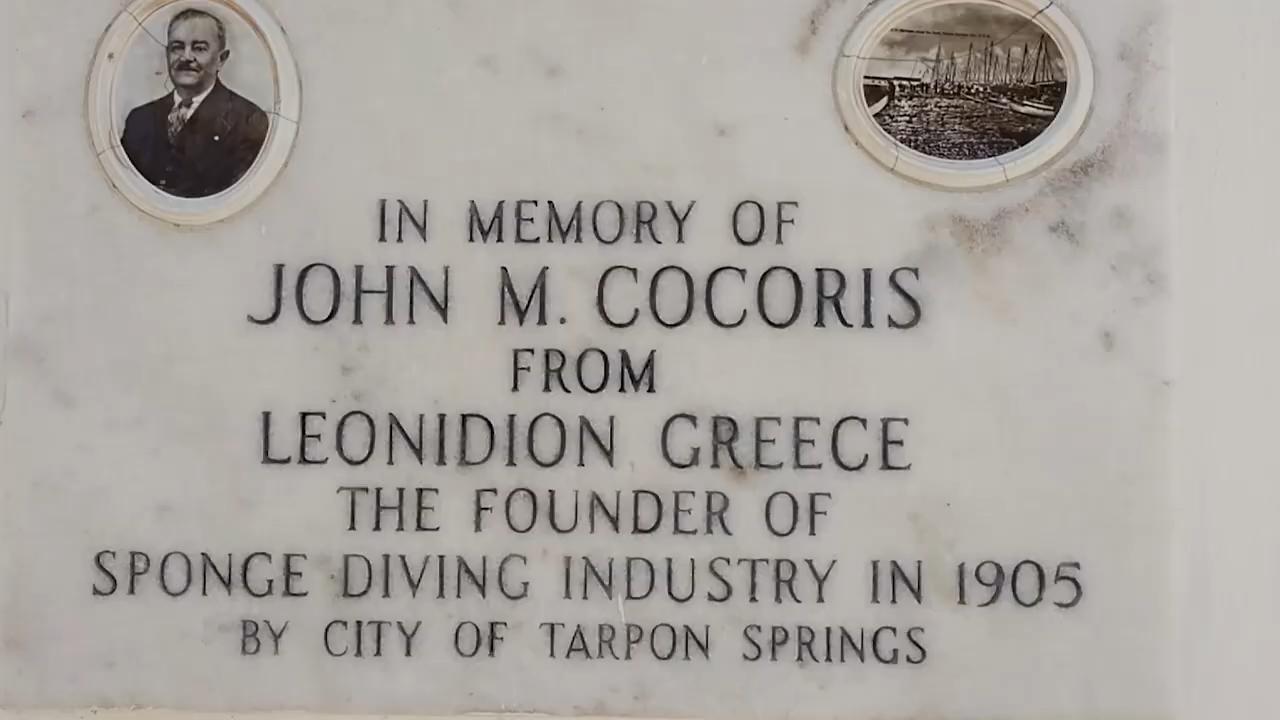 IN MEMORY OF
JOHN M. COCORIS
FROM
LEONIDION GREECE
THE FOUNDER OF
SPONGE DIVING INDUSTRY IN 1905
BY CITY OF TARPON SPRINGS